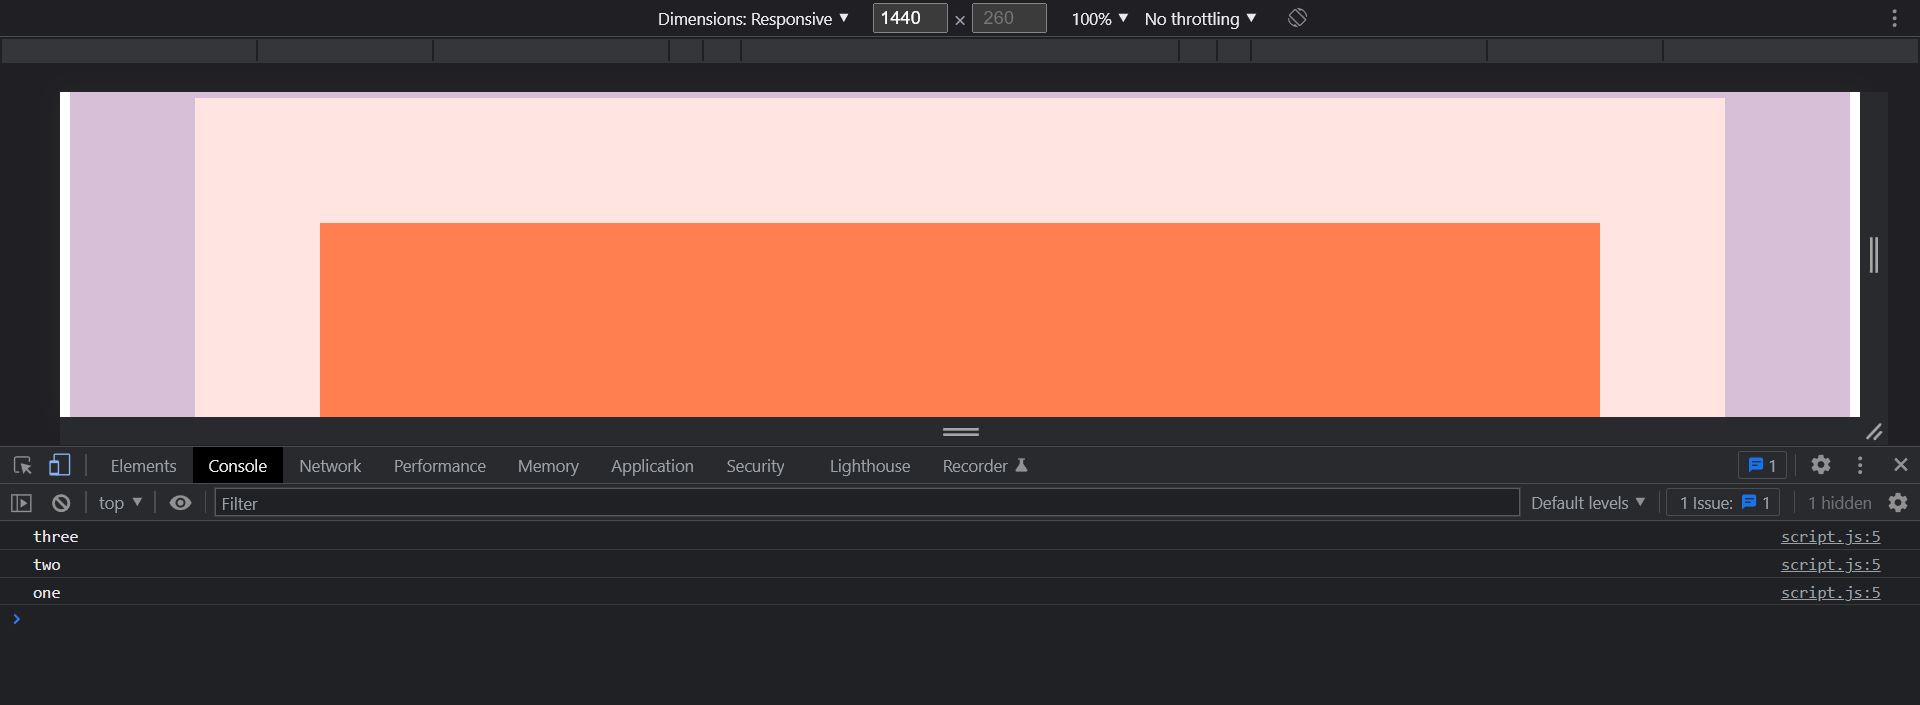 Dimensions: Responsive ▼ 1440 × 260 100% ▼ No throttling ▼
Elements Console Network Performance Memory Application Security Lighthouse Recorder 1
top ▼ Filter Default levels ▼ 1 Issue: 1 1 hidden
three script.js:5
two script.js:5
one script.js:5